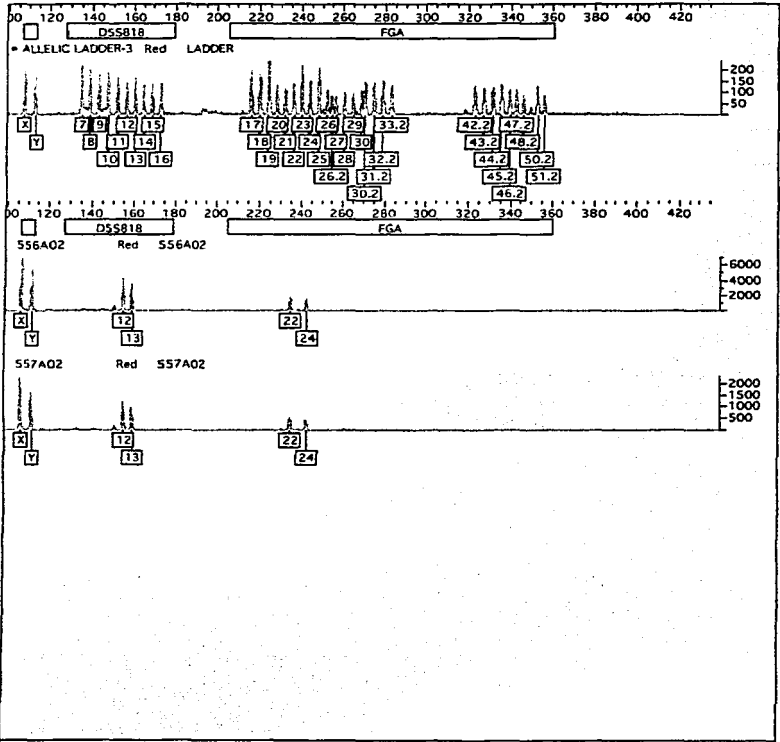 00 120 140 160 180 200 220 240 260 280 300 320 340 360 380 400 420
D5S818 FGA
ALLELIC LADDER-3 Red LADDER
200
150
100
50
X 7 9 12 15 17 20 23 26 29 33.2 42.2 47.2
Y 8 11 14 18 21 24 27 30 32.2 43.2 48.2
10 13 16 19 22 25 28 31.2 44.2 50.2
26.2 30.2 45.2 46.2 51.2
00 120 140 160 180 200 220 240 260 280 300 320 340 360 380 400 420
D5S818 FGA
S56A02 Red S56A02
6000
4000
2000
X 12 22
Y 13 24
S57A02 Red S57A02
2000
1500
1000
500
X 12 22
Y 13 24